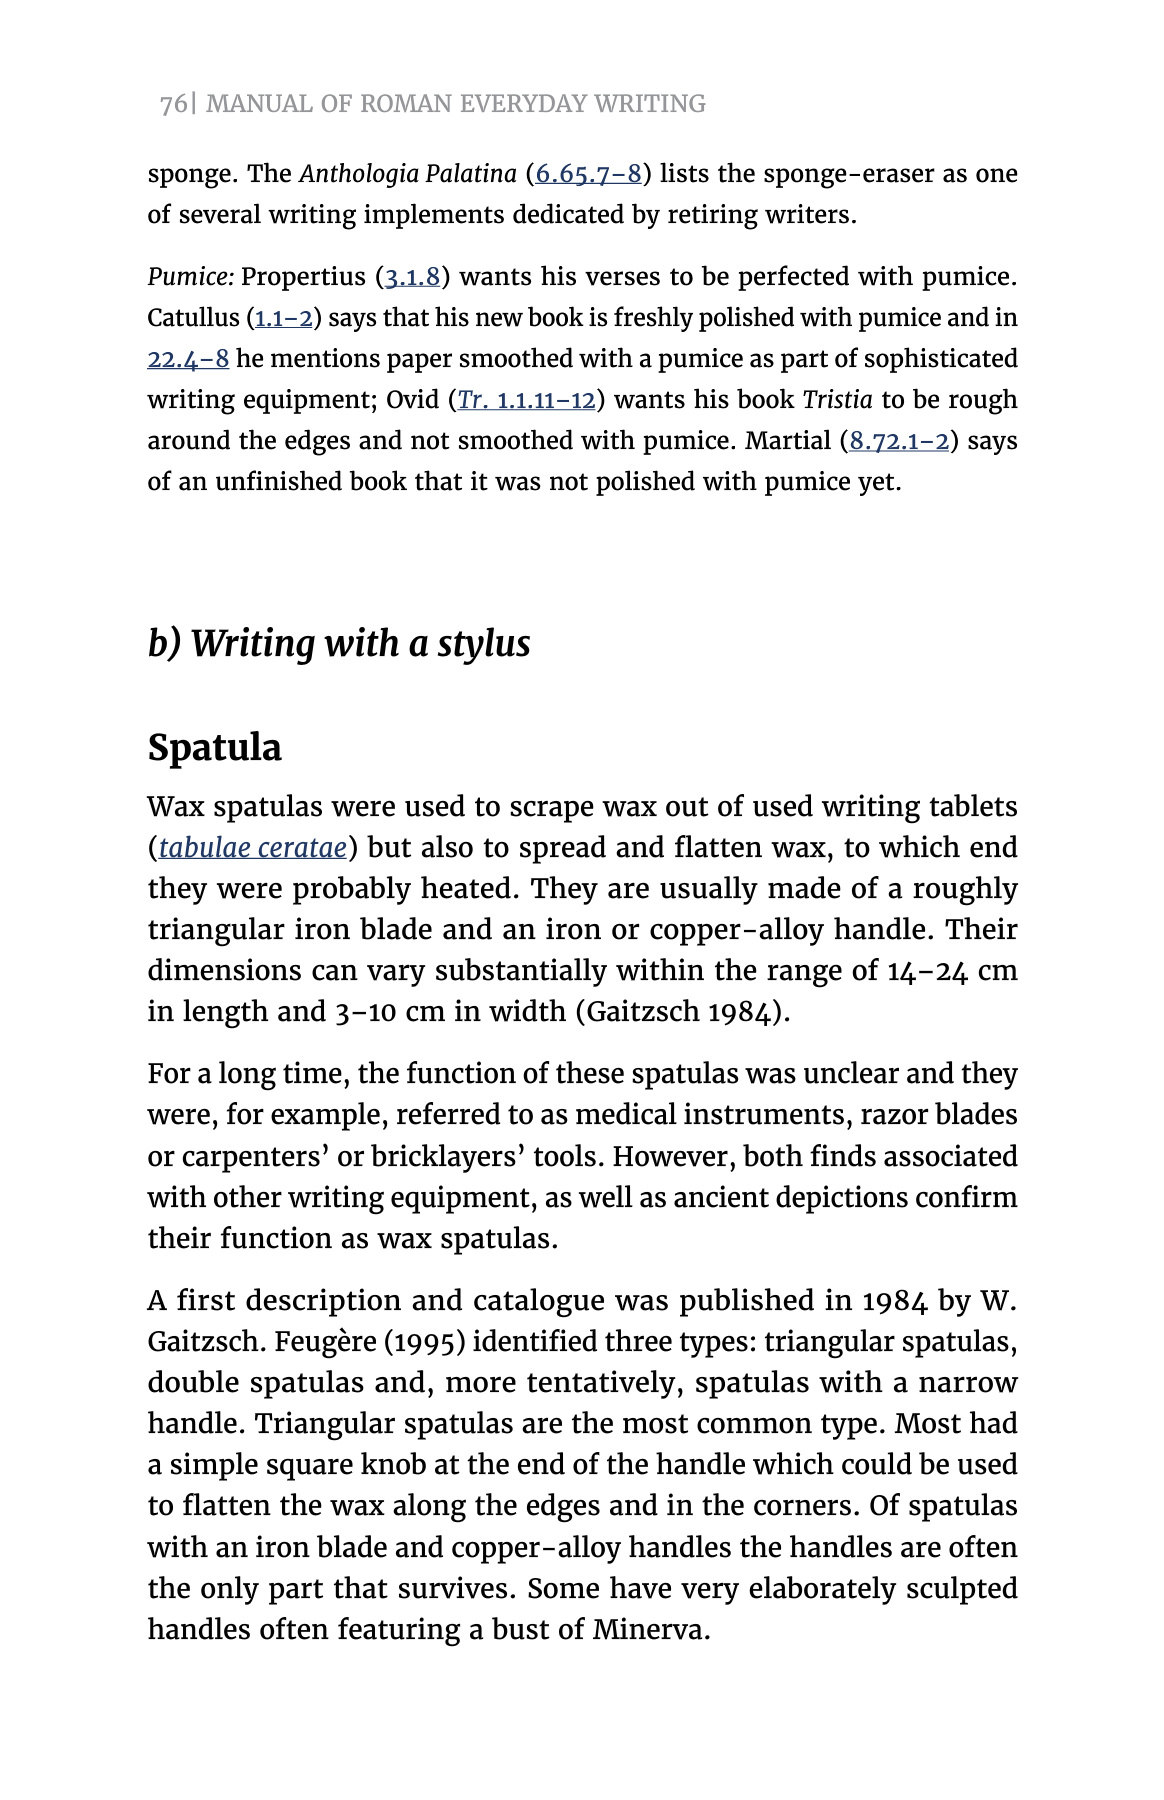 76| MANUAL OF ROMAN EVERYDAY WRITING
sponge. The Anthologia Palatina (6.65.7–8) lists the sponge-eraser as one
of several writing implements dedicated by retiring writers.
Pumice: Propertius (3.1.8) wants his verses to be perfected with pumice.
Catullus (1.1–2) says that his new book is freshly polished with pumice and in
22.4–8 he mentions paper smoothed with a pumice as part of sophisticated
writing equipment; Ovid (Tr. 1.1.11–12) wants his book Tristia to be rough
around the edges and not smoothed with pumice. Martial (8.72.1–2) says
of an unfinished book that it was not polished with pumice yet.
b) Writing with a stylus
Spatula
Wax spatulas were used to scrape wax out of used writing tablets
(tabulae ceratae) but also to spread and flatten wax, to which end
they were probably heated. They are usually made of a roughly
triangular iron blade and an iron or copper-alloy handle. Their
dimensions can vary substantially within the range of 14–24 cm
in length and 3–10 cm in width (Gaitzsch 1984).
For a long time, the function of these spatulas was unclear and they
were, for example, referred to as medical instruments, razor blades
or carpenters’ or bricklayers’ tools. However, both finds associated
with other writing equipment, as well as ancient depictions confirm
their function as wax spatulas.
A first description and catalogue was published in 1984 by W.
Gaitzsch. Feugère (1995) identified three types: triangular spatulas,
double spatulas and, more tentatively, spatulas with a narrow
handle. Triangular spatulas are the most common type. Most had
a simple square knob at the end of the handle which could be used
to flatten the wax along the edges and in the corners. Of spatulas
with an iron blade and copper-alloy handles the handles are often
the only part that survives. Some have very elaborately sculpted
handles often featuring a bust of Minerva.